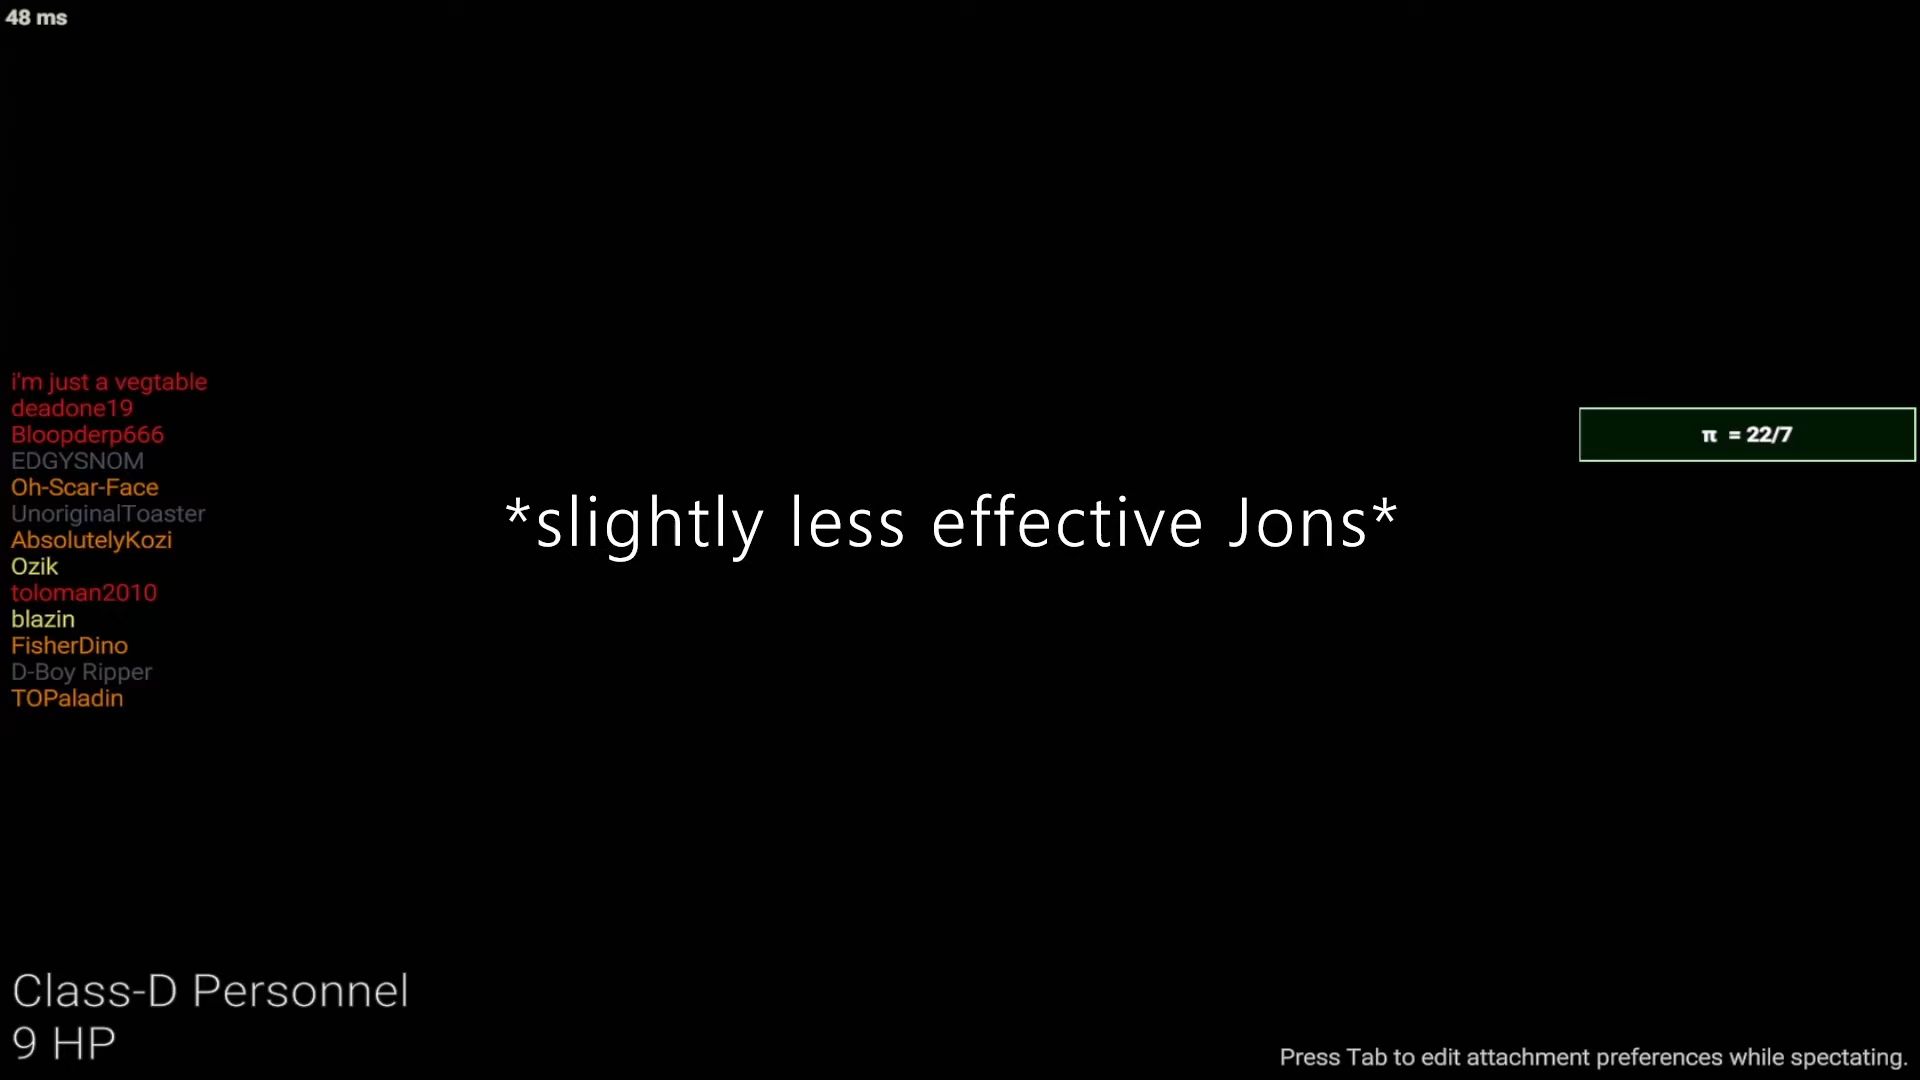 48 ms
i'm just a vegtable
deadone19
Bloopderp666
EDGYSNOM
Oh-Scar-Face
UnoriginalToaster
AbsolutelyKozi
Ozik
toloman2010
blazin
FisherDino
D-Boy Ripper
TOPaladin
π = 22/7
*slightly less effective Jons*
Class-D Personnel
9 HP
Press Tab to edit attachment preferences while spectating.